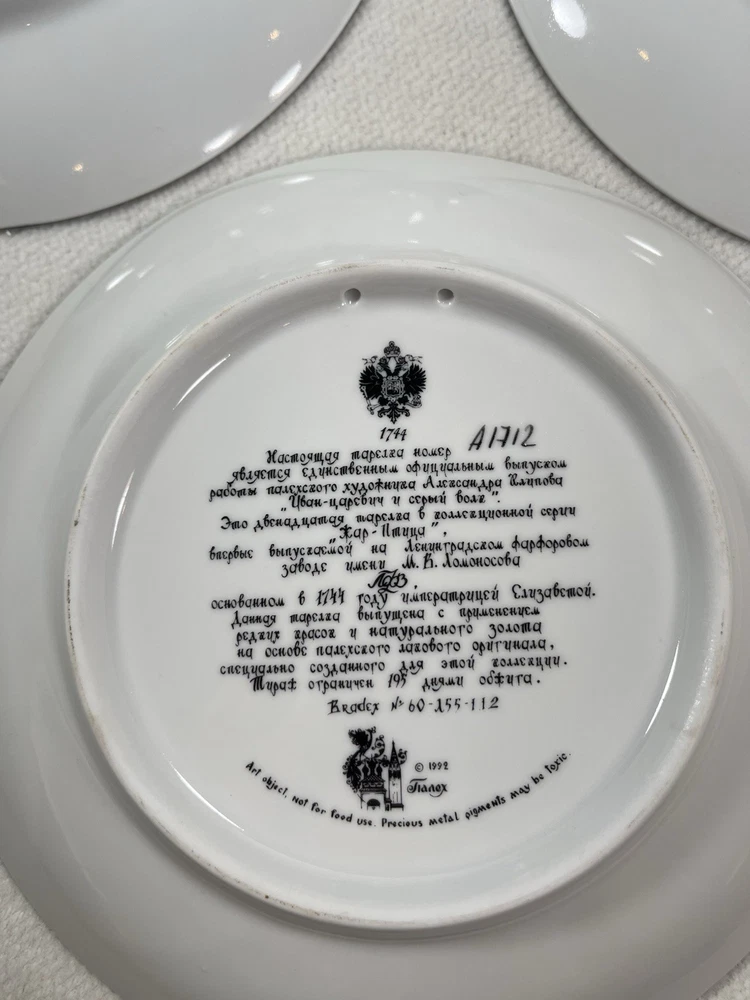 1744
Настоящая тарелка номер A1712
является единственным официальным выпуском
работы палехского художника Александра Клипова
"Иван-царевич и серый волк".
Это двенадцатая тарелка в коллекционной серии
"Жар-Птица",
впервые выпускаемой на Ленинградском фарфоровом
заводе имени М.В. Ломоносова
ЛФЗ,
основанном в 1744 году императрицей Елизаветой.
Данная тарелка выпущена с применением
редких красок и натурального золота
на основе палехского лакового оригинала,
специально созданного для этой коллекции.
Тираж ограничен 195 днями обжига.
Bradex № 60-Л55-11.2
© 1992
Палех
Art object. Not for food use. Precious metal pigments may be toxic.